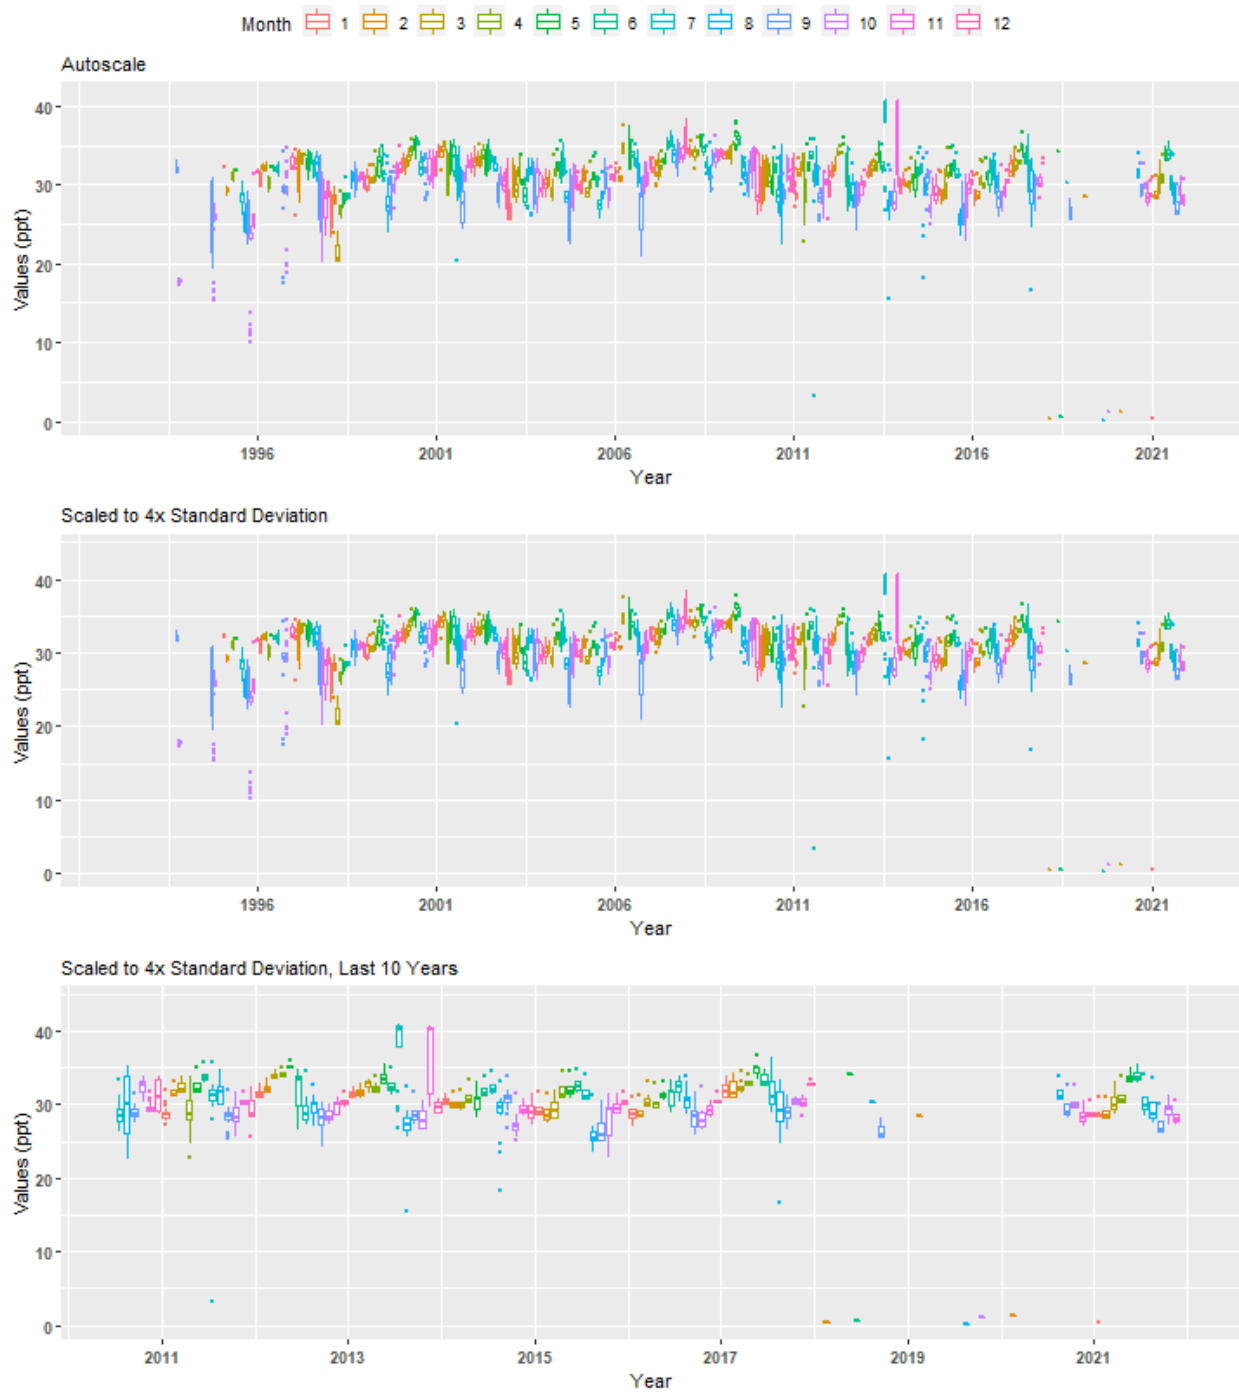 Month 1 2 3 4 5 6 7 8 9 10 11 12
Autoscale
Values (ppt)
40
30
20
10
0
1996 2001 2006 2011 2016 2021
Year
Scaled to 4x Standard Deviation
Values (ppt)
40
30
20
10
0
1996 2001 2006 2011 2016 2021
Year
Scaled to 4x Standard Deviation, Last 10 Years
Values (ppt)
40
30
20
10
0
2011 2013 2015 2017 2019 2021
Year